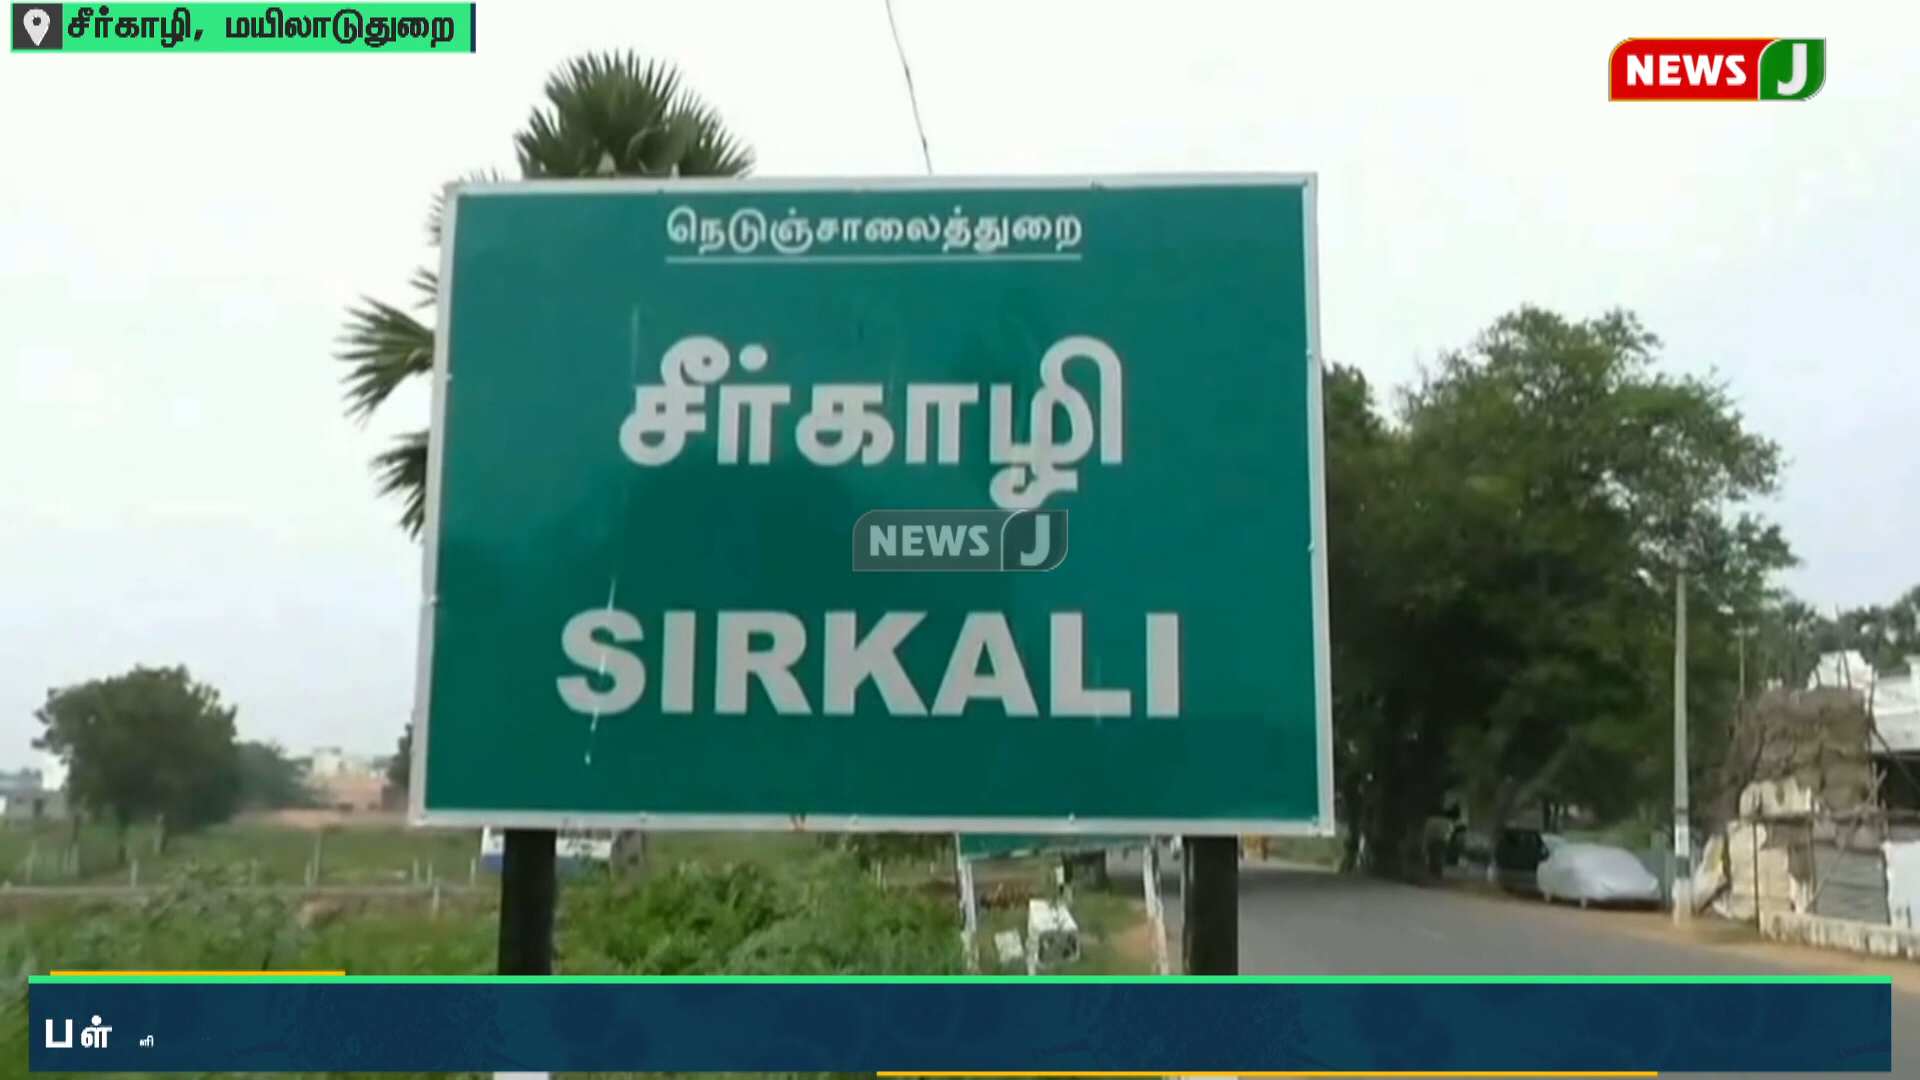 சீர்காழி, மயிலாடுதுறை
NEWS J
நெடுஞ்சாலைத்துறை
சீர்காழி
NEWS J
SIRKALI
பள்ளி